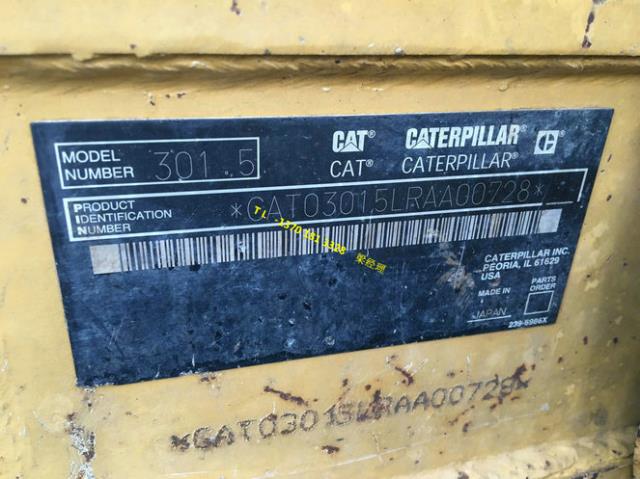 CAT® CATERPILLAR®
CAT® CATERPILLAR®
MODEL NUMBER 301.5
PRODUCT IDENTIFICATION NUMBER *CAT03015LRAA00728*
CATERPILLAR INC.
PEORIA, IL 61629
USA
MADE IN
JAPAN
PARTS ORDER
239-5986X
*CAT03015LRAA00728*